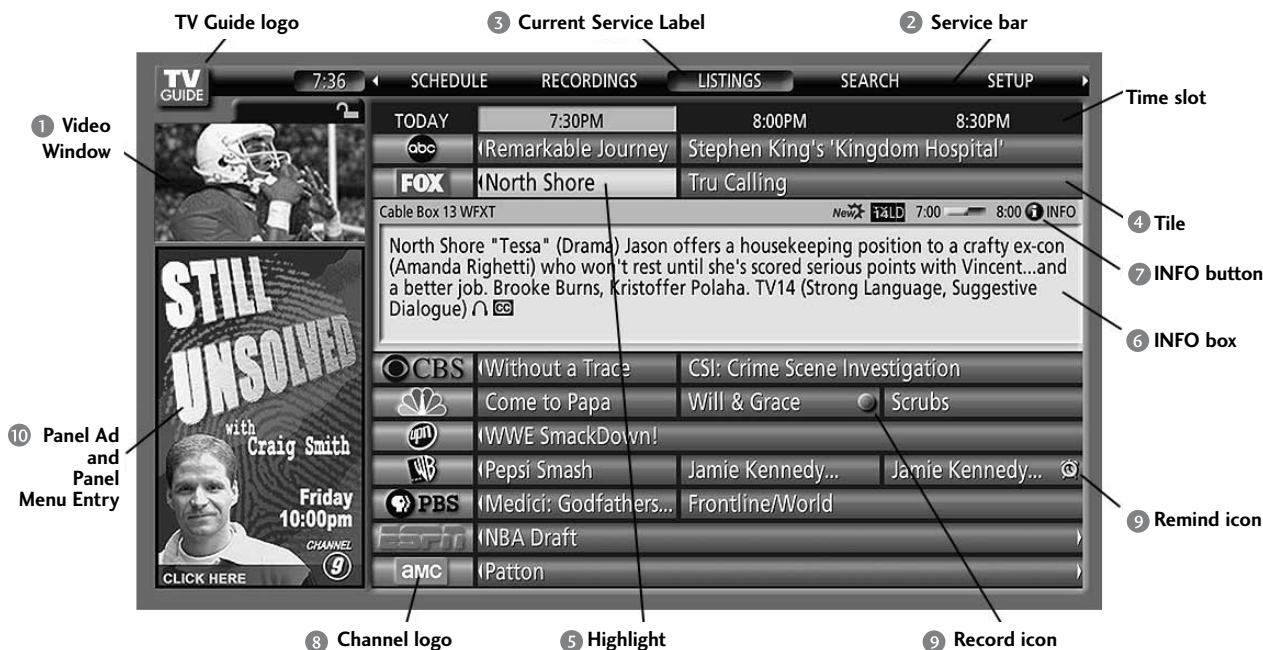 TV Guide logo
3 Current Service Label
2 Service bar
TV GUIDE
7:36
SCHEDULE RECORDINGS LISTINGS SEARCH SETUP
Time slot
1 Video Window
TODAY 7:30PM 8:00PM 8:30PM
abc Remarkable Journey Stephen King's 'Kingdom Hospital'
FOX North Shore Tru Calling
4 Tile
Cable Box 13 WFXT New 14LD 7:00 8:00 i INFO
7 INFO button
North Shore "Tessa" (Drama) Jason offers a housekeeping position to a crafty ex-con
(Amanda Righetti) who won't rest until she's scored serious points with Vincent...and
a better job. Brooke Burns, Kristoffer Polaha. TV14 (Strong Language, Suggestive
Dialogue) CC
6 INFO box
CBS Without a Trace CSI: Crime Scene Investigation
Come to Papa Will & Grace Scrubs
upn WWE SmackDown!
WB Pepsi Smash Jamie Kennedy... Jamie Kennedy...
PBS Medici: Godfathers... Frontline/World
9 Remind icon
ESPN NBA Draft
amc Patton
STILL
UNSOLVED
with
Craig Smith
Friday
10:00pm
CHANNEL
9
CLICK HERE
10 Panel Ad
and
Panel
Menu Entry
8 Channel logo
5 Highlight
9 Record icon